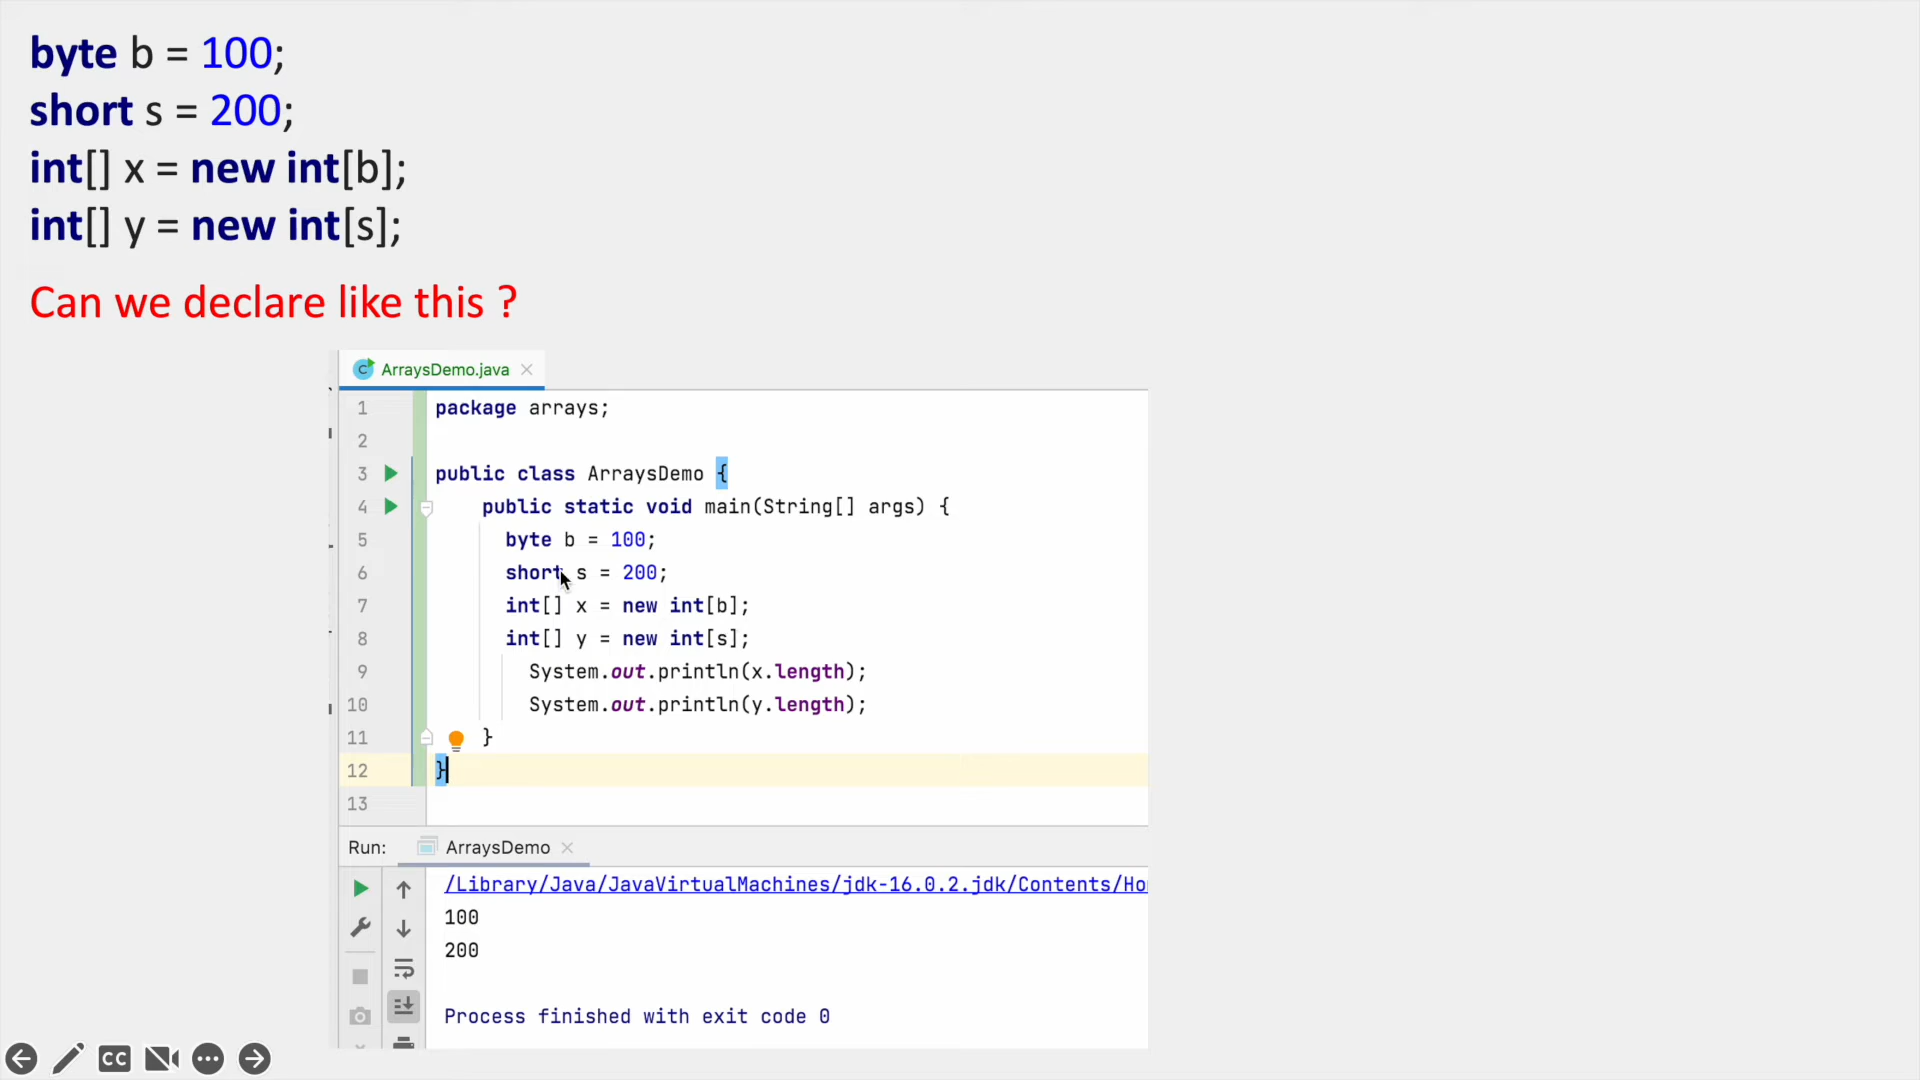 byte b = 100;
short s = 200;
int[] x = new int[b];
int[] y = new int[s];
Can we declare like this ?
ArraysDemo.java
1 package arrays;
2
3 public class ArraysDemo {
4 public static void main(String[] args) {
5 byte b = 100;
6 short s = 200;
7 int[] x = new int[b];
8 int[] y = new int[s];
9 System.out.println(x.length);
10 System.out.println(y.length);
11 }
12 }
13
Run: ArraysDemo
/Library/Java/JavaVirtualMachines/jdk-16.0.2.jdk/Contents/Ho
100
200
Process finished with exit code 0
CC